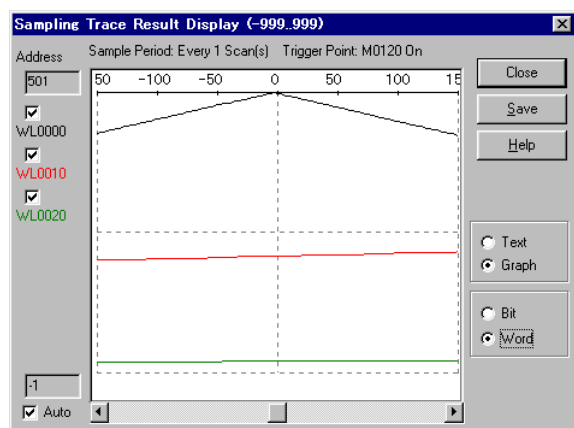 Sampling Trace Result Display (-999..999)
Address
Sample Period: Every 1 Scan(s) Trigger Point: M0120 On
501
50 -100 -50 0 50 100 15
WL0000
WL0010
WL0020
-1
Auto
Close
Save
Help
Text
Graph
Bit
Word